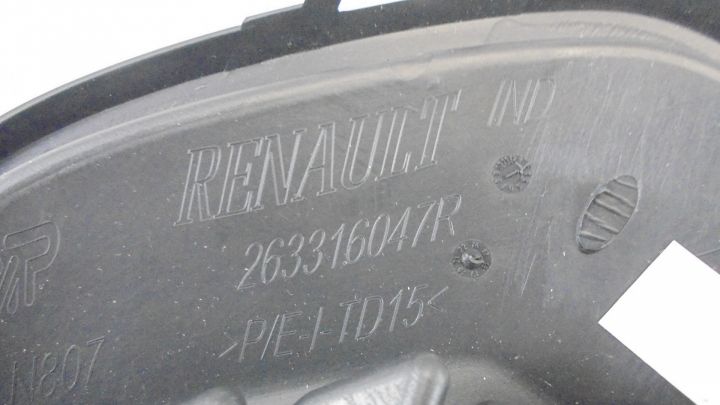 RENAULT IND
263316047R
>P/E-I-TD15<
N807